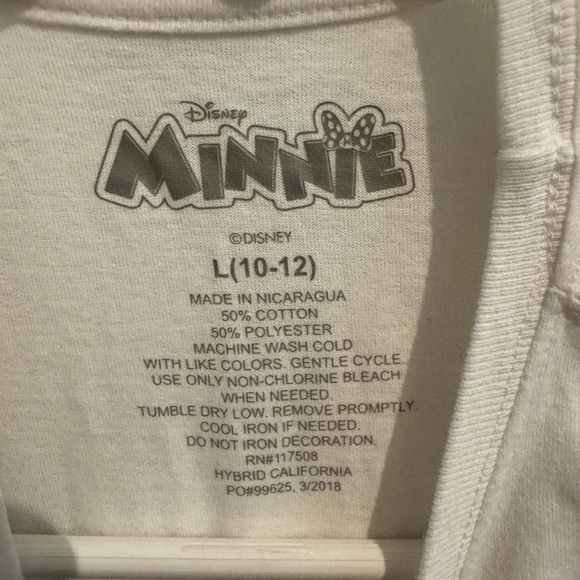 Disney
MINNIE
©DISNEY
L(10-12)
MADE IN NICARAGUA
50% COTTON
50% POLYESTER
MACHINE WASH COLD
WITH LIKE COLORS. GENTLE CYCLE.
USE ONLY NON-CHLORINE BLEACH
WHEN NEEDED.
TUMBLE DRY LOW. REMOVE PROMPTLY.
COOL IRON IF NEEDED.
DO NOT IRON DECORATION.
RN#117508
HYBRID CALIFORNIA
PO#99625, 3/2018